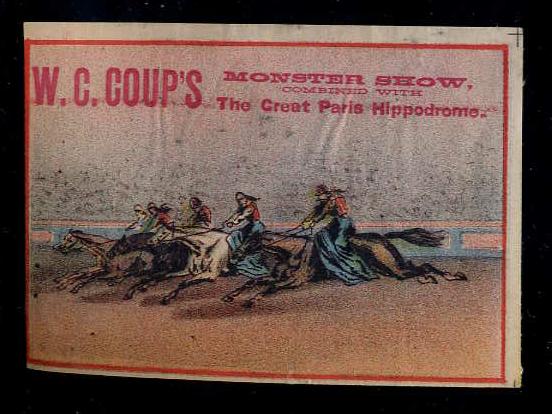 W. C. COUP'S
MONSTER SHOW,
COMBINED WITH
The Great Paris Hippodrome.